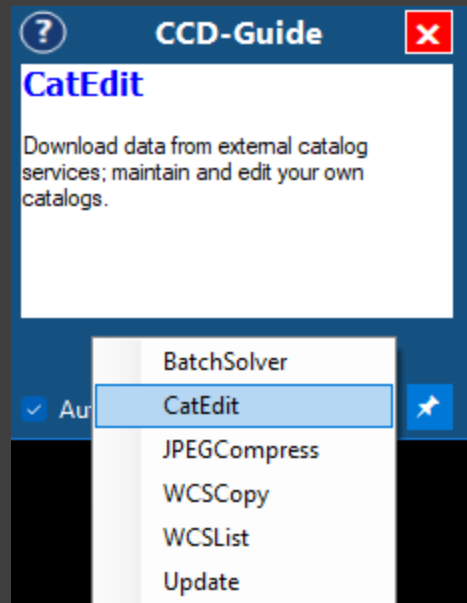 ?
CCD-Guide
CatEdit
Download data from external catalog
services; maintain and edit your own
catalogs.
BatchSolver
CatEdit
JPEGCompress
WCSCopy
WCSList
Update